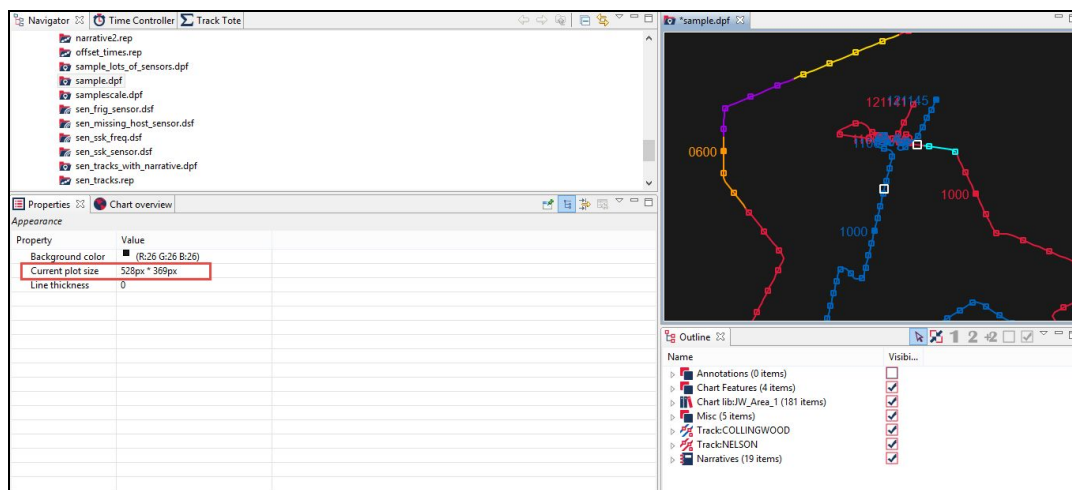 Navigator Time Controller Track Tote
narrative2.rep
offset_times.rep
sample_lots_of_sensors.dpf
sample.dpf
samplescale.dpf
sen_frig_sensor.dsf
sen_missing_host_sensor.dsf
sen_ssk_freq.dsf
sen_ssk_sensor.dsf
sen_tracks_with_narrative.dpf
sen_tracks.rep
Properties Chart overview
Appearance
Property Value
Background color (R:26 G:26 B:26)
Current plot size 528px * 369px
Line thickness 0
*sample.dpf
0600
1000
1000
Outline
1 2 +2
Name Visibi...
Annotations (0 items)
Chart Features (4 items)
Chart lib:JW_Area_1 (181 items)
Misc (5 items)
Track:COLLINGWOOD
Track:NELSON
Narratives (19 items)